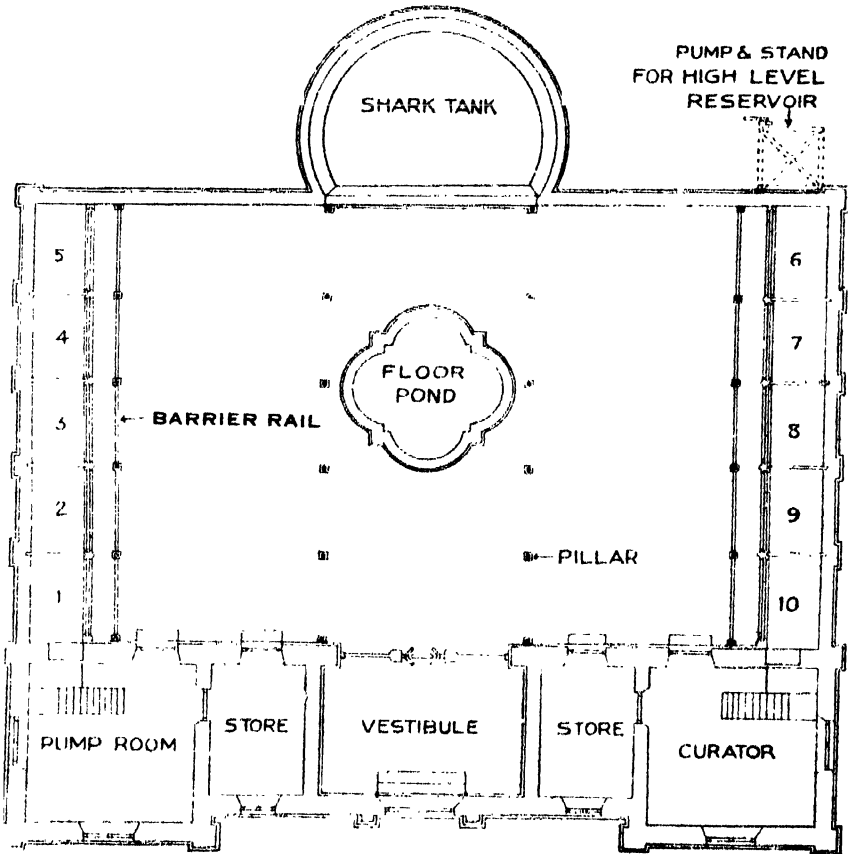 PUMP & STAND
FOR HIGH LEVEL
RESERVOIR
SHARK TANK
5
6
4
7
FLOOR
POND
3
BARRIER RAIL
8
2
9
PILLAR
1
10
STORE
VESTIBULE
STORE
PUMP ROOM
CURATOR